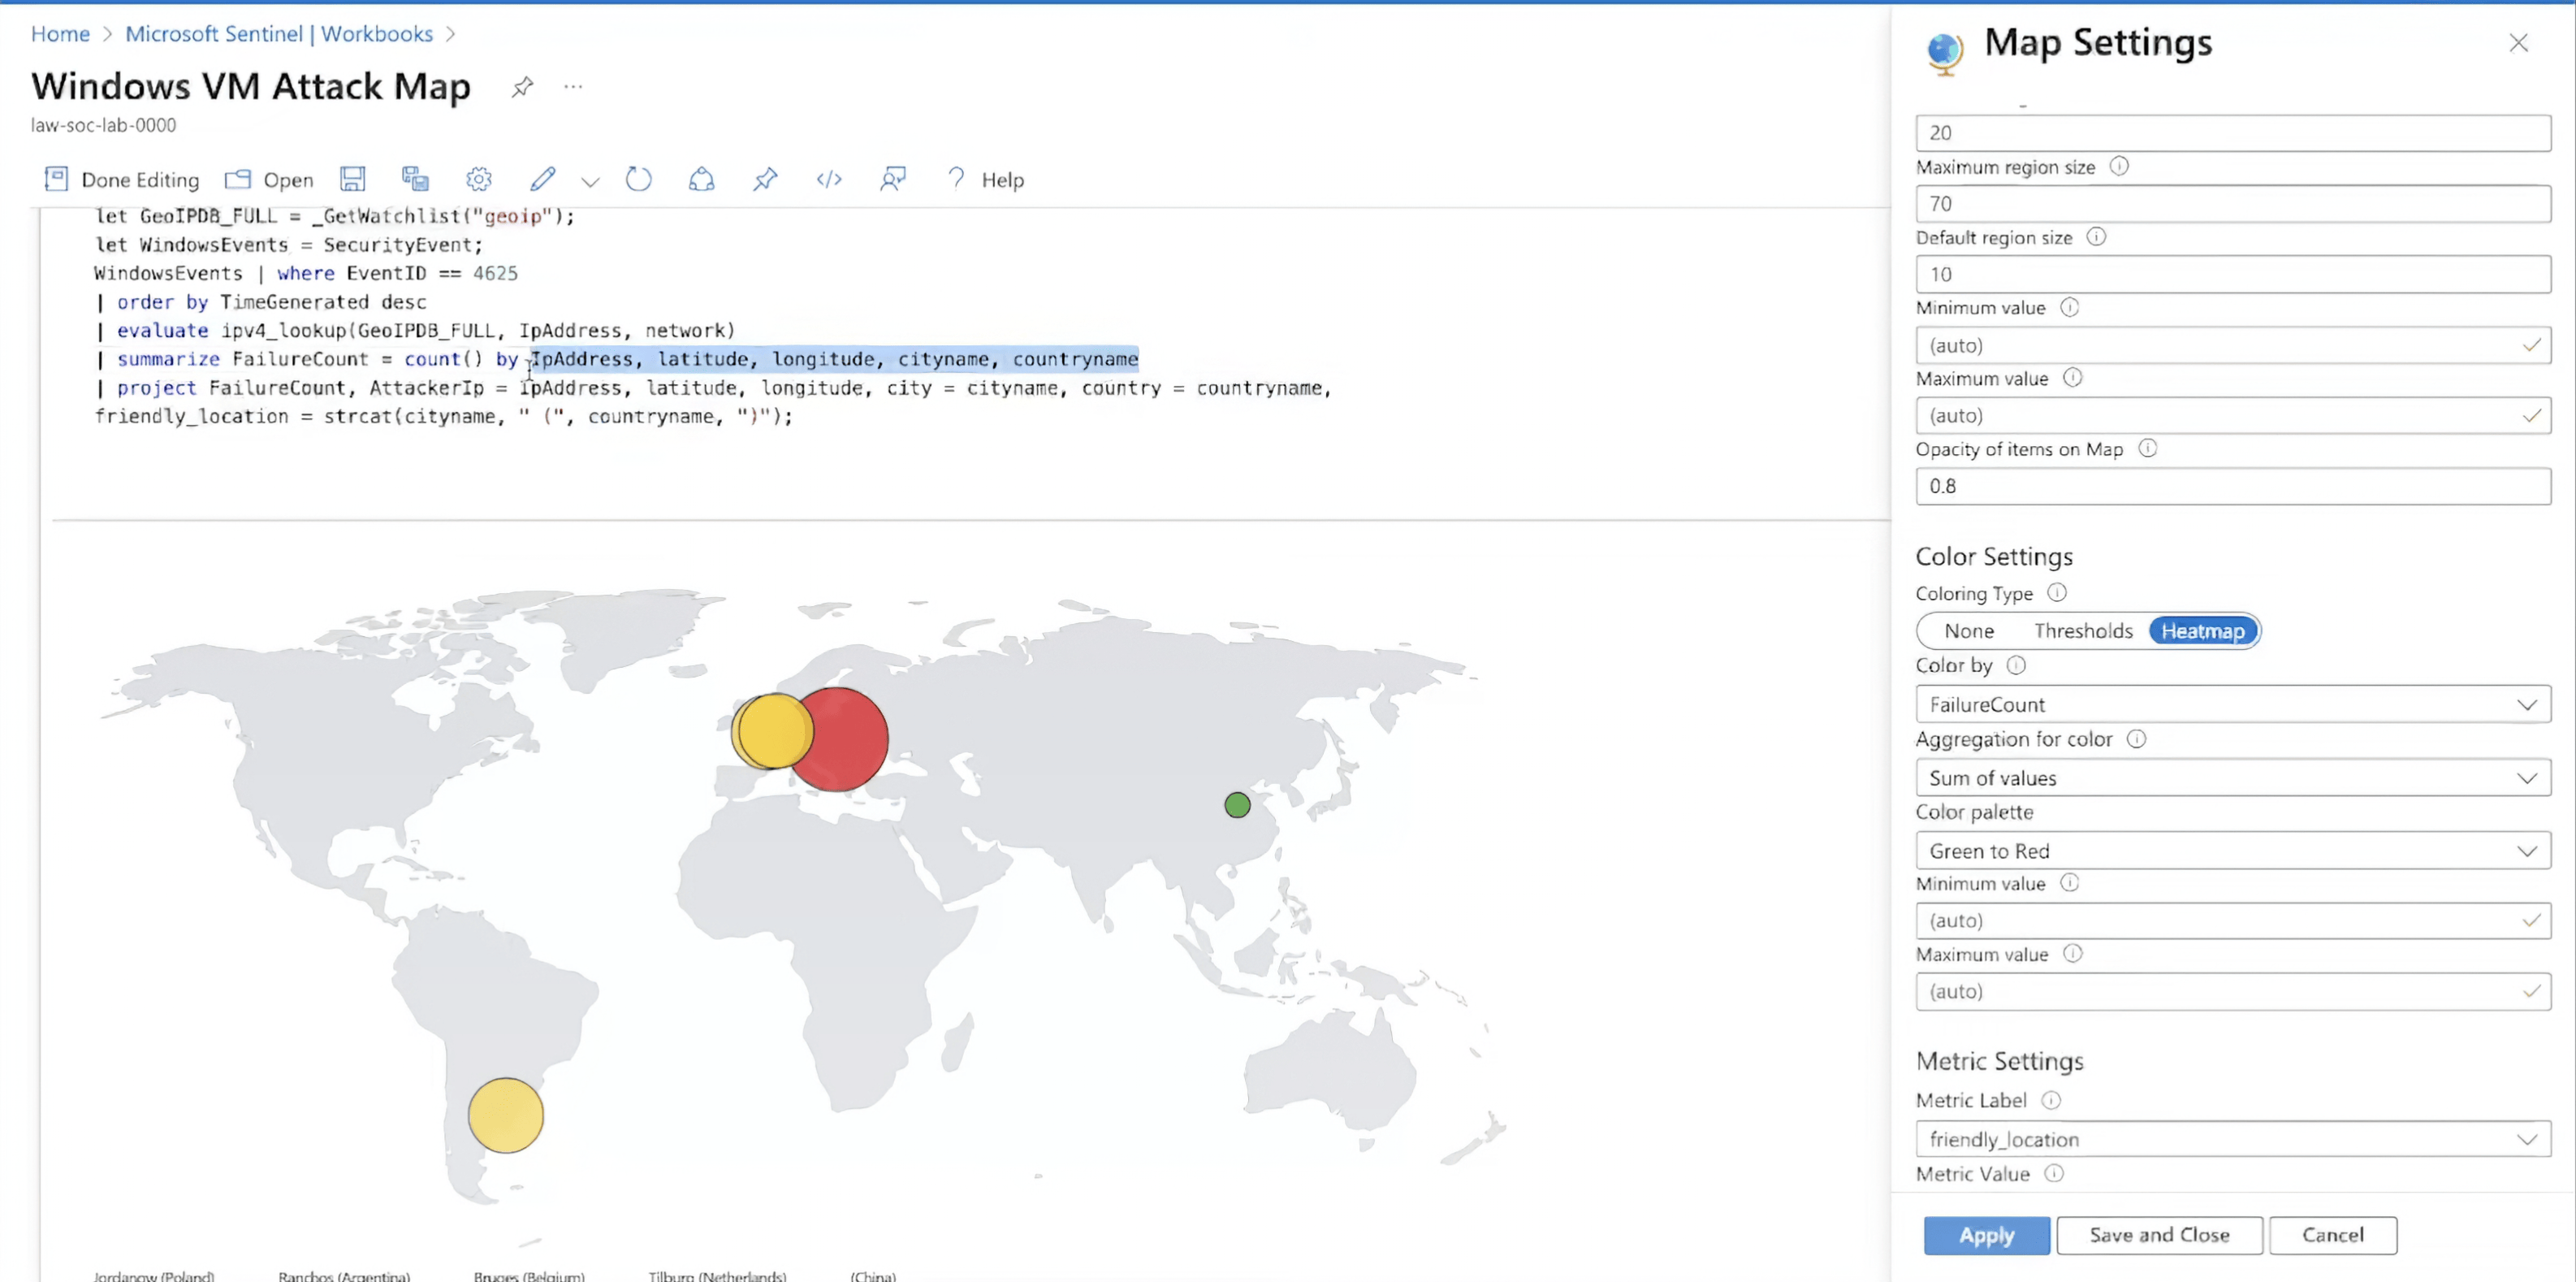 Home > Microsoft Sentinel | Workbooks >
Windows VM Attack Map ...
law-soc-lab-0000
Done Editing Open </> ? Help
let GeoIPDB_FULL = _GetWatchlist("geoip");
let WindowsEvents = SecurityEvent;
WindowsEvents | where EventID == 4625
| order by TimeGenerated desc
| evaluate ipv4_lookup(GeoIPDB_FULL, IpAddress, network)
| summarize FailureCount = count() by IpAddress, latitude, longitude, cityname, countryname
| project FailureCount, AttackerIp = IpAddress, latitude, longitude, city = cityname, country = countryname,
friendly_location = strcat(cityname, " (", countryname, ")");
Jordanow (Poland) Ranchos (Argentina) Bruges (Belgium) Tilburg (Netherlands) (China)
Map Settings
20
Maximum region size
70
Default region size
10
Minimum value
(auto)
Maximum value
(auto)
Opacity of items on Map
0.8
Color Settings
Coloring Type
None Thresholds Heatmap
Color by
FailureCount
Aggregation for color
Sum of values
Color palette
Green to Red
Minimum value
(auto)
Maximum value
(auto)
Metric Settings
Metric Label
friendly_location
Metric Value
Apply Save and Close Cancel